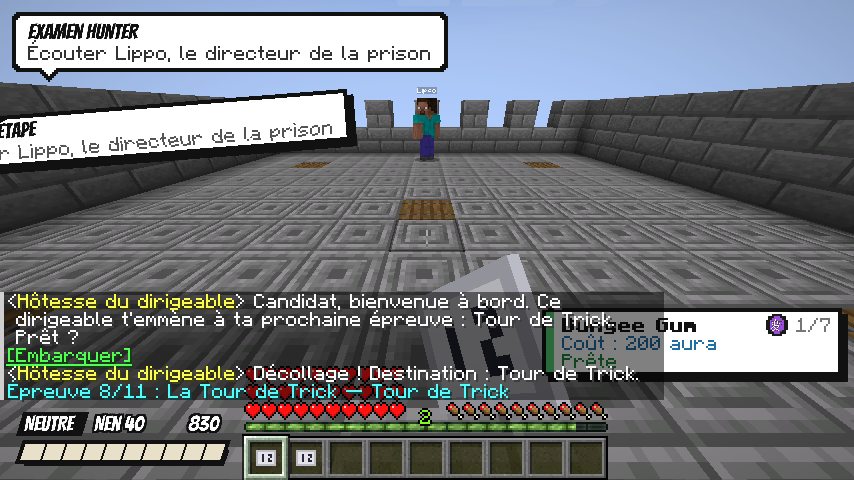 EXAMEN HUNTER
Écouter Lippo, le directeur de la prison
Lippo
ÉTAPE
r Lippo, le directeur de la prison
<Hôtesse du dirigeable> Candidat, bienvenue à bord. Ce
dirigeable t'emmène à ta prochaine épreuve : Tour de Trick.
Prêt ?
[Embarquer]
<Hôtesse du dirigeable> Décollage ! Destination : Tour de Trick.
Épreuve 8/11 : La Tour de Trick — Tour de Trick
Bungee Gum
1/7
Coût : 200 aura
Prête
NEUTRE
NEN 40
830
2
12
12
12